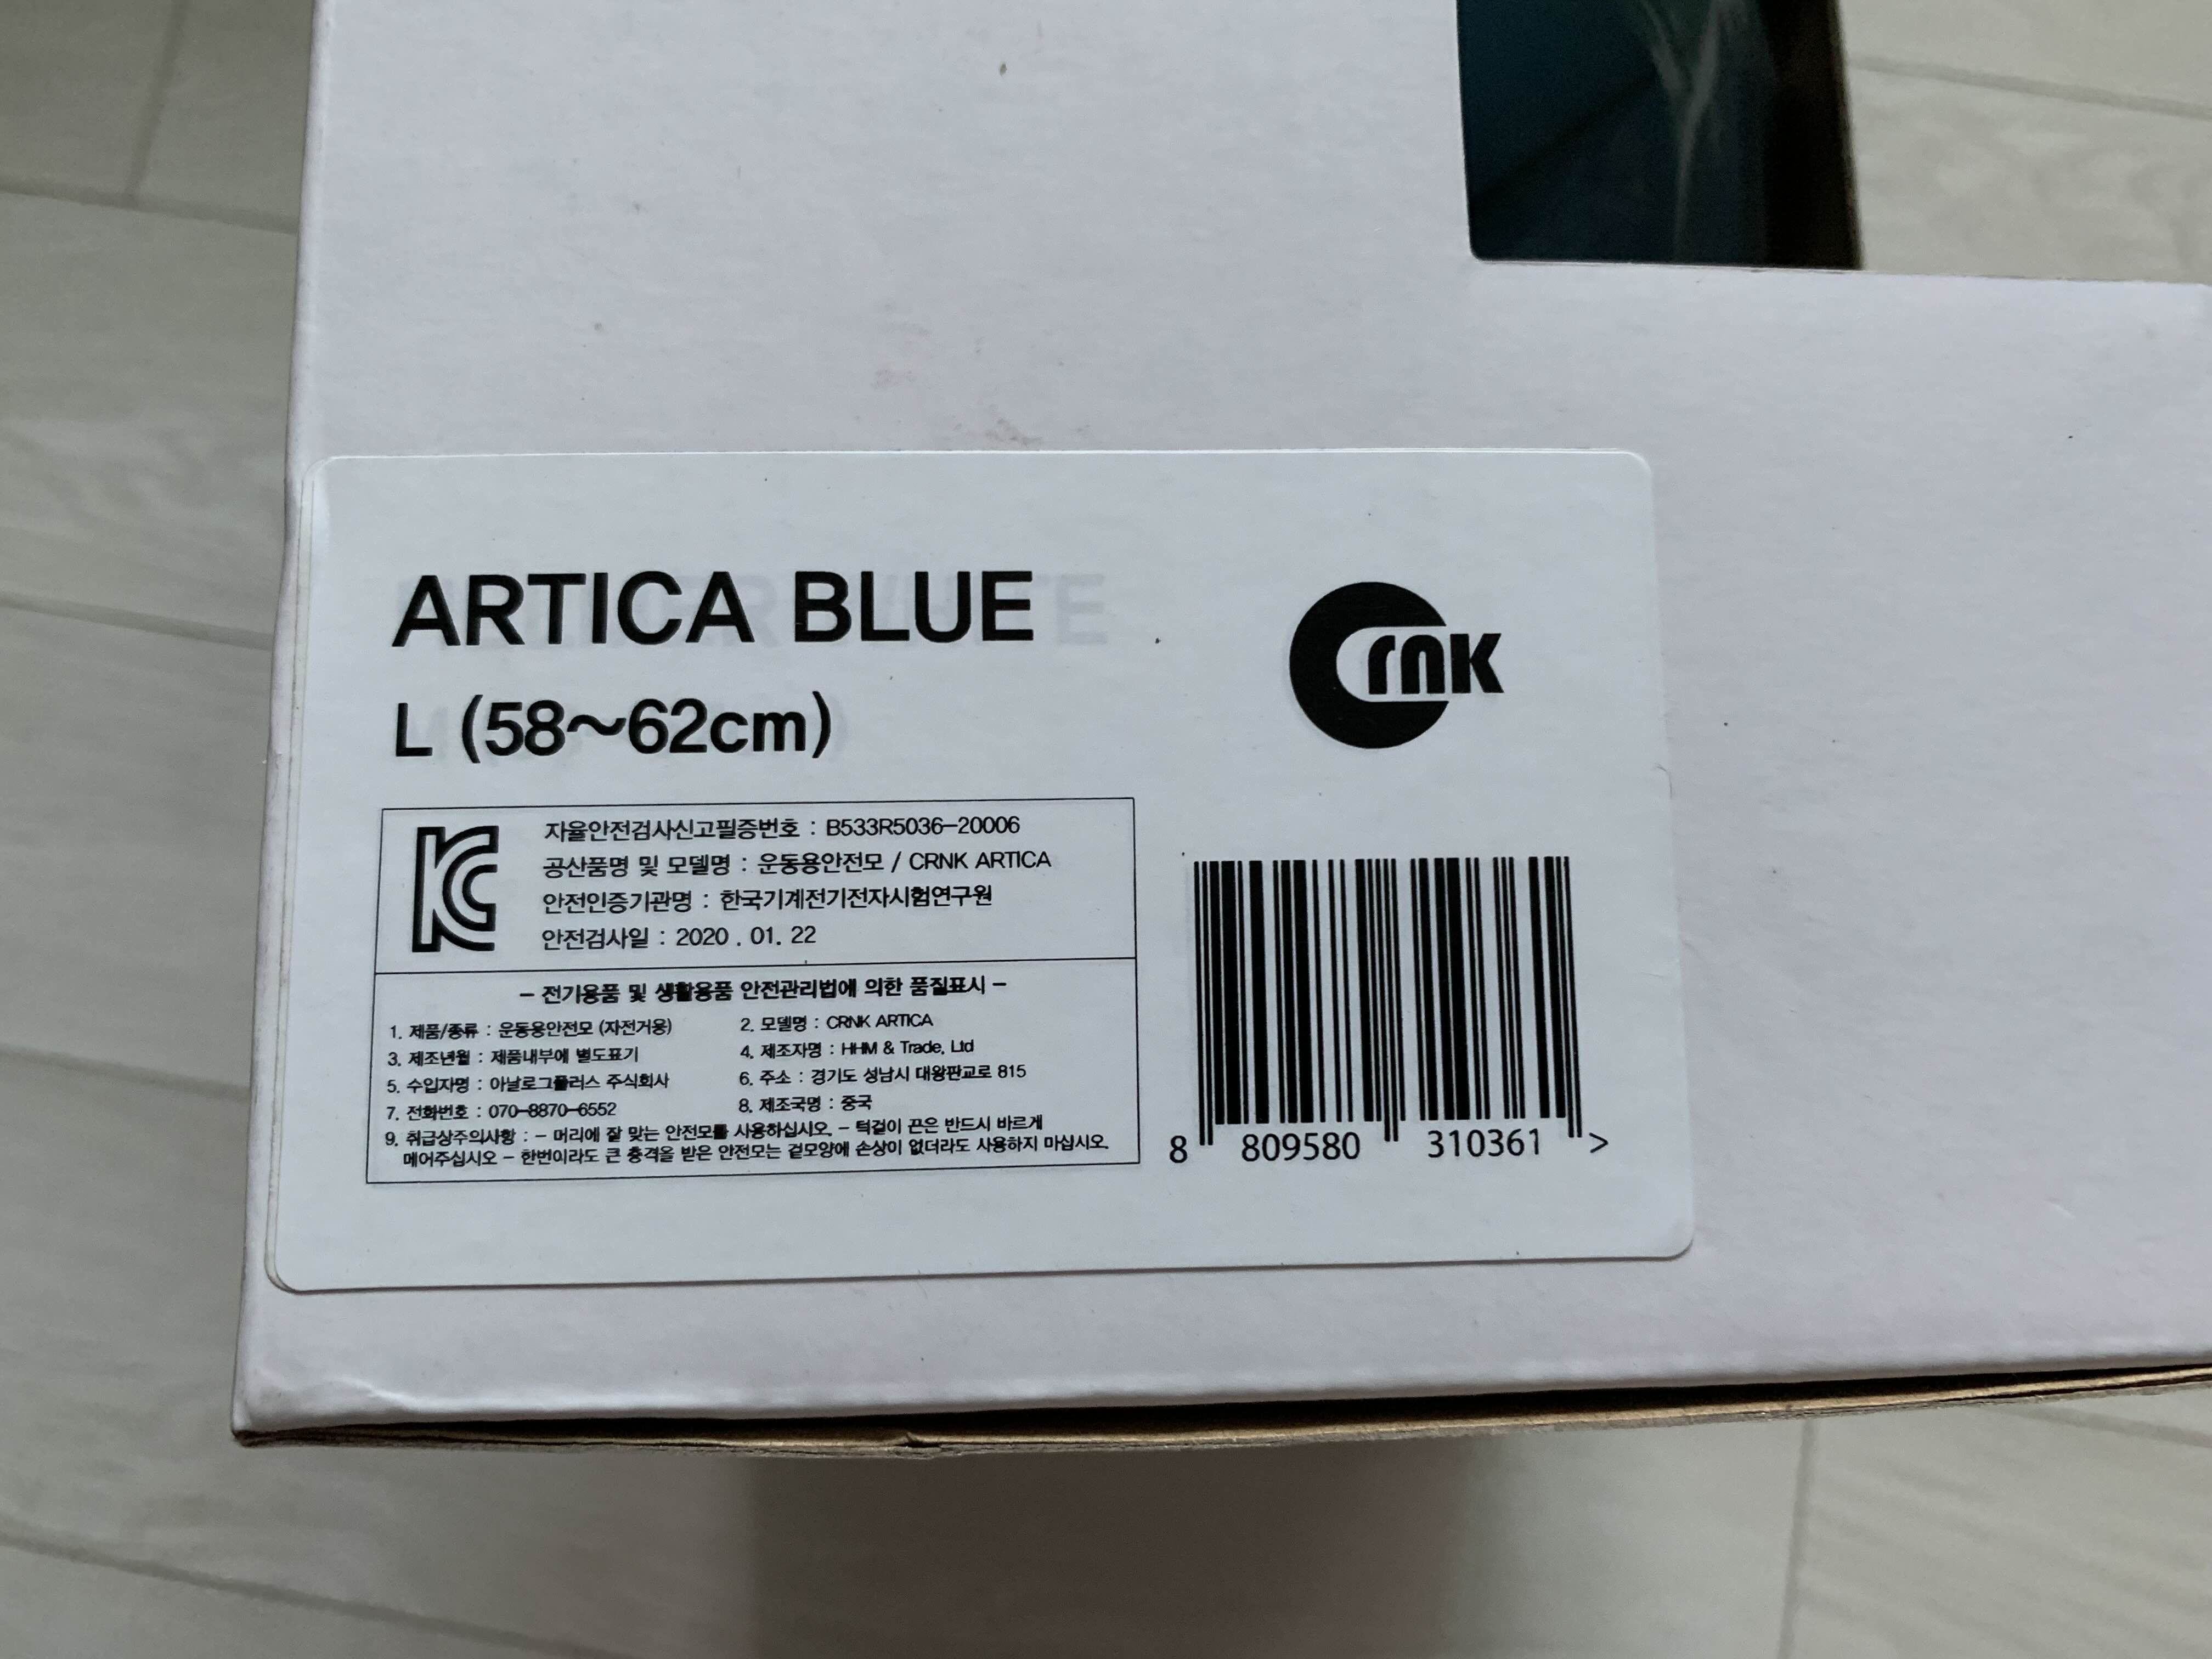 ARTICA BLUE
L (58~62cm)
Crnk
자율안전검사신고필증번호 : B533R5036-20006
공산품명 및 모델명 : 운동용안전모 / CRNK ARTICA
안전인증기관명 : 한국기계전기전자시험연구원
안전검사일 : 2020 . 01. 22
- 전기용품 및 생활용품 안전관리법에 의한 품질표시 -
1. 제품/종류 : 운동용안전모 (자전거용)
2. 모델명 : CRNK ARTICA
3. 제조년월 : 제품내부에 별도표기
4. 제조자명 : HHM & Trade, Ltd
5. 수입자명 : 아날로그플러스 주식회사
6. 주소 : 경기도 성남시 대왕판교로 815
7. 전화번호 : 070-8870-6552
8. 제조국명 : 중국
9. 취급상주의사항 : - 머리에 잘 맞는 안전모를 사용하십시오. - 턱걸이 끈은 반드시 바르게
메어주십시오 - 한번이라도 큰 충격을 받은 안전모는 겉모양에 손상이 없더라도 사용하지 마십시오.
8 809580 310361 >